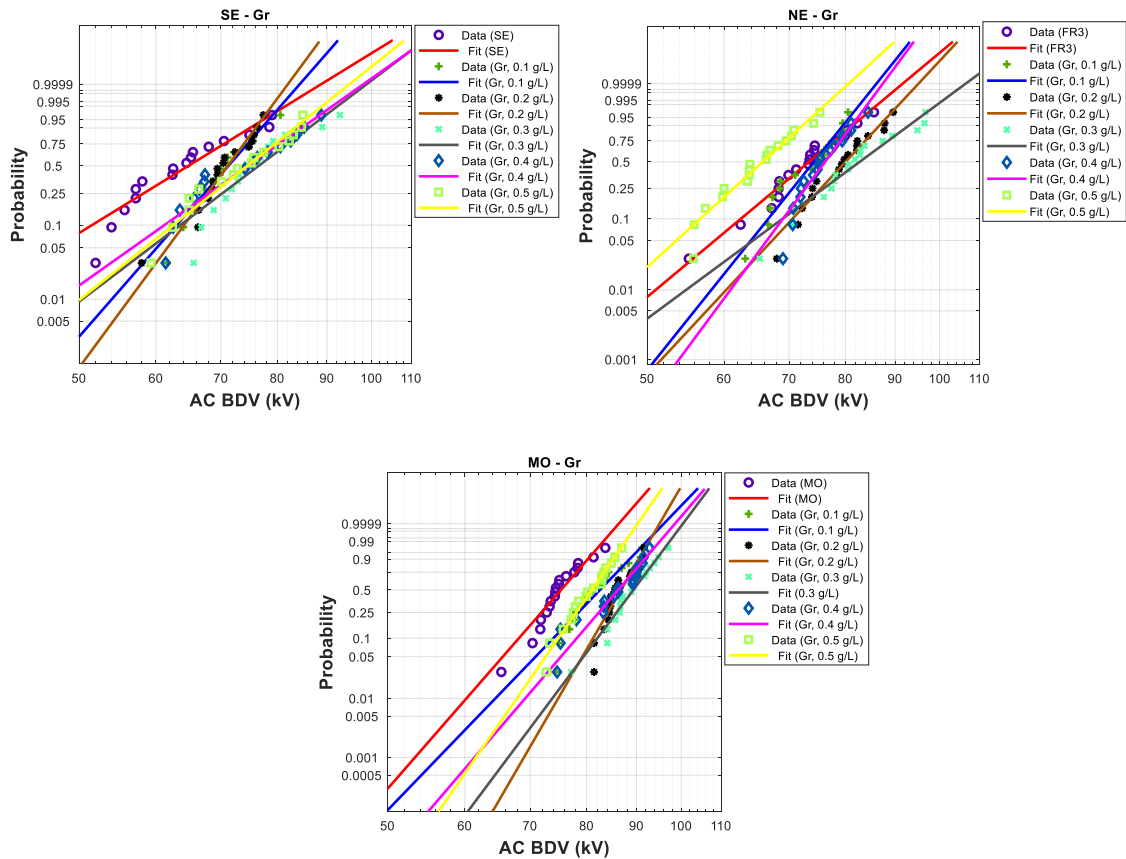 SE - Gr
Probability
0.9999
0.995
0.95
0.75
0.5
0.25
0.1
0.05
0.01
0.005
50
60
70
80
90
100
110
AC BDV (kV)
Data (SE)
Fit (SE)
Data (Gr, 0.1 g/L)
Fit (Gr, 0.1 g/L)
Data (Gr, 0.2 g/L)
Fit (Gr, 0.2 g/L)
Data (Gr, 0.3 g/L)
Fit (Gr, 0.3 g/L)
Data (Gr, 0.4 g/L)
Fit (Gr, 0.4 g/L)
Data (Gr, 0.5 g/L)
Fit (Gr, 0.5 g/L)
NE - Gr
Probability
0.9999
0.995
0.95
0.75
0.5
0.25
0.1
0.05
0.01
0.005
0.001
50
60
70
80
90
100
110
AC BDV (kV)
Data (FR3)
Fit (FR3)
Data (Gr, 0.1 g/L)
Fit (Gr, 0.1 g/L)
Data (Gr, 0.2 g/L)
Fit (Gr, 0.2 g/L)
Data (Gr, 0.3 g/L)
Fit (Gr, 0.3 g/L)
Data (Gr, 0.4 g/L)
Fit (Gr, 0.4 g/L)
Data (Gr, 0.5 g/L)
Fit (Gr, 0.5 g/L)
MO - Gr
Probability
0.9999
0.99
0.9
0.5
0.25
0.1
0.05
0.01
0.005
0.001
0.0005
50
60
70
80
90
100
110
AC BDV (kV)
Data (MO)
Fit (MO)
Data (Gr, 0.1 g/L)
Fit (Gr, 0.1 g/L)
Data (Gr, 0.2 g/L)
Fit (Gr, 0.2 g/L)
Data (Gr, 0.3 g/L)
Fit (0.3 g/L)
Data (Gr, 0.4 g/L)
Fit (Gr, 0.4 g/L)
Data (Gr, 0.5 g/L)
Fit (Gr, 0.5 g/L)